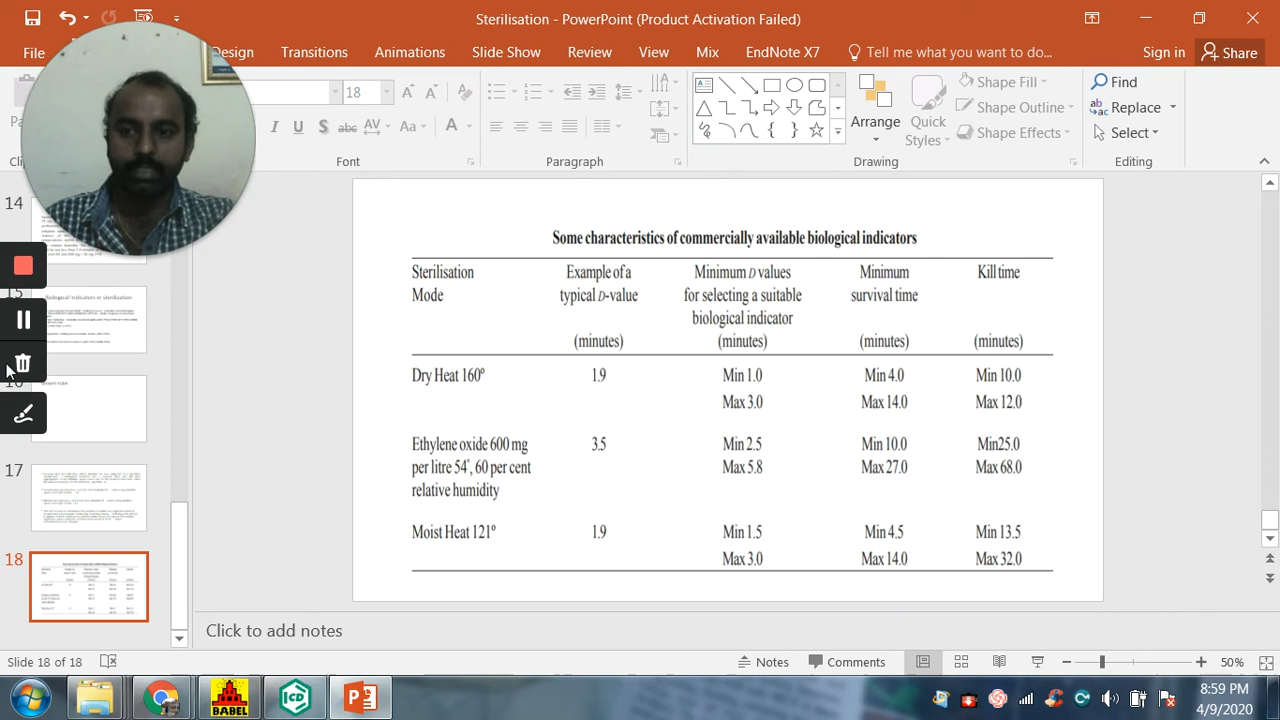 Sterilisation - PowerPoint (Product Activation Failed)
File Design Transitions Animations Slide Show Review View Mix EndNote X7 Tell me what you want to do... Sign in Share
18
Shape Fill
Shape Outline
Shape Effects
Arrange
Quick
Styles
Find
Replace
Select
Font
Paragraph
Drawing
Editing
14
15
Biological indicators in sterilization
16
17
18
Some characteristics of commercially available biological indicators
Sterilisation Example of a Minimum D values Minimum Kill time
Mode typical D-value for selecting a suitable survival time
biological indicator
(minutes) (minutes) (minutes) (minutes)
Dry Heat 160º 1.9 Min 1.0 Min 4.0 Min 10.0
Max 3.0 Max 14.0 Max 12.0
Ethylene oxide 600 mg 3.5 Min 2.5 Min 10.0 Min25.0
per litre 54', 60 per cent Max 5.8 Max 27.0 Max 68.0
relative humidity
Moist Heat 121º 1.9 Min 1.5 Min 4.5 Min 13.5
Max 3.0 Max 14.0 Max 32.0
Click to add notes
Slide 18 of 18 Notes Comments 50%
BABEL
8:59 PM
4/9/2020